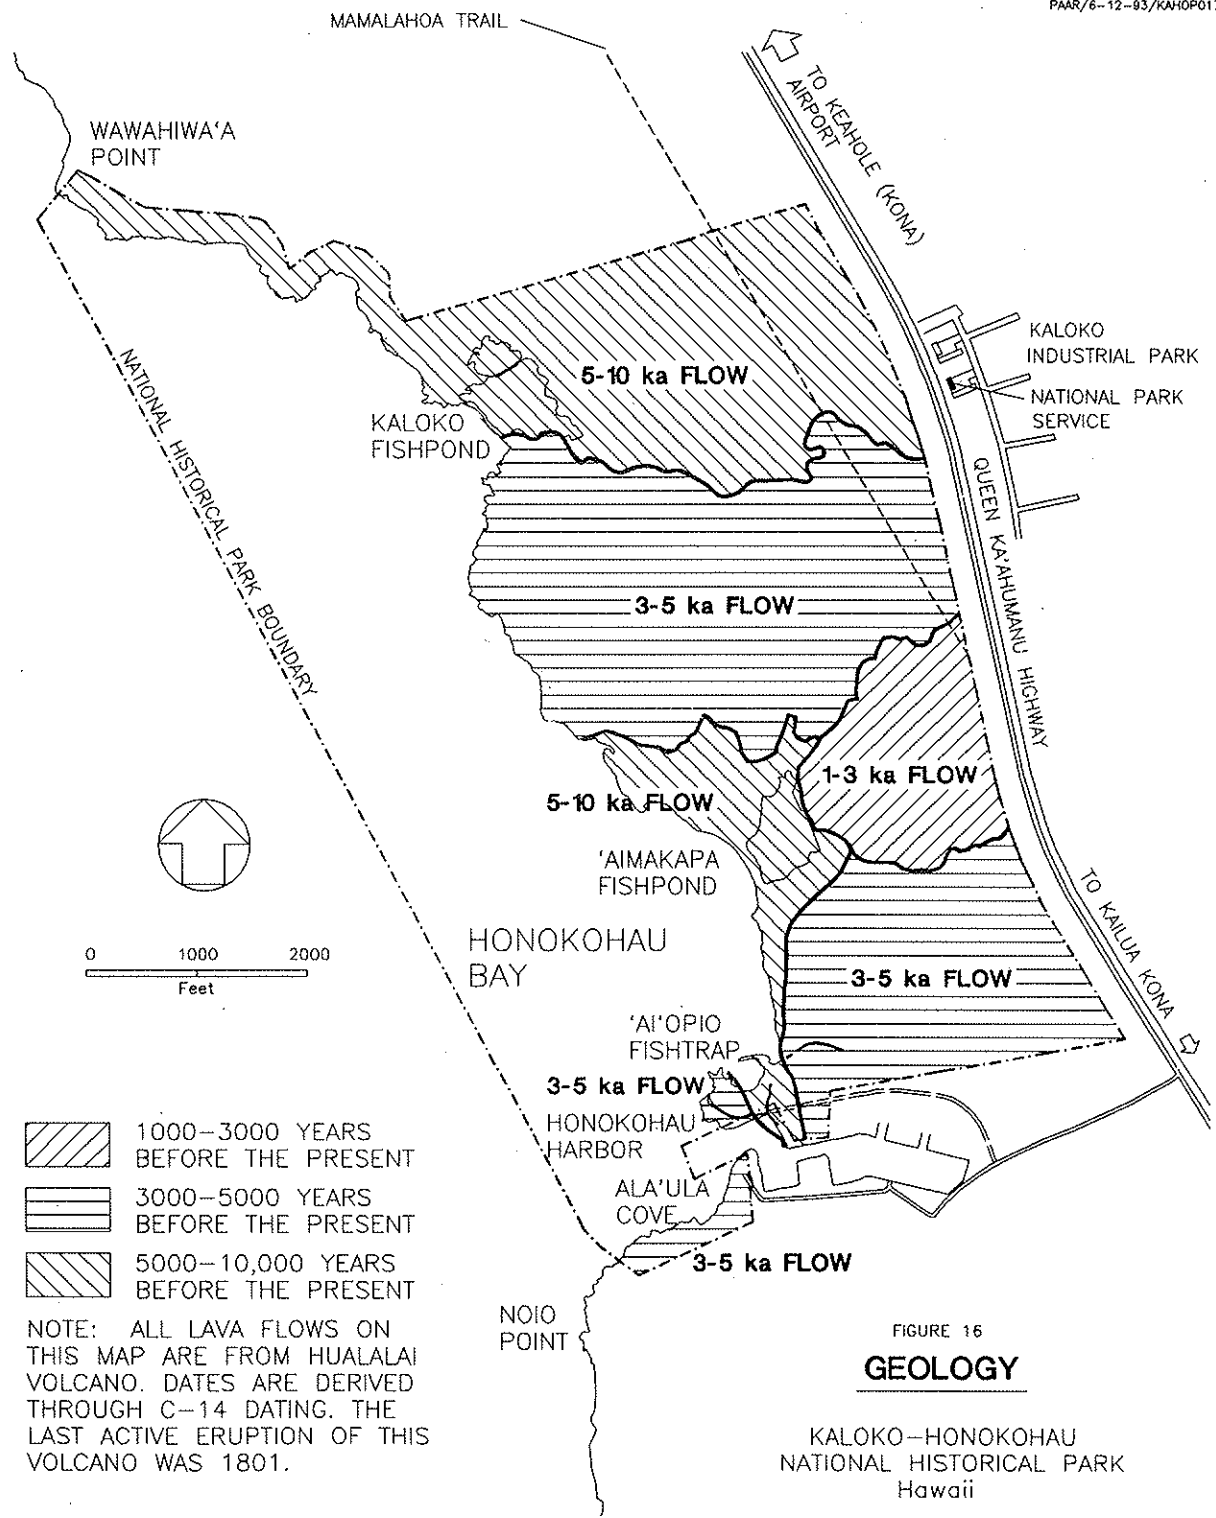 PAAR/6-12-93/KAHOP017
MAMALAHOA TRAIL
TO KEAHOLE (KONA)
AIRPORT
WAWAHIWA'A
POINT
KALOKO
INDUSTRIAL PARK
NATIONAL PARK
SERVICE
5-10 ka FLOW
KALOKO
FISHPOND
NATIONAL HISTORICAL PARK BOUNDARY
QUEEN KA'AHUMANU HIGHWAY
3-5 ka FLOW
1-3 ka FLOW
5-10 ka FLOW
'AIMAKAPA
FISHPOND
TO KAILUA KONA
HONOKOHAU
BAY
0 1000 2000
Feet
3-5 ka FLOW
'AI'OPIO
FISHTRAP
3-5 ka FLOW
HONOKOHAU
HARBOR
ALA'ULA
COVE
3-5 ka FLOW
NOIO
POINT
1000-3000 YEARS
BEFORE THE PRESENT
3000-5000 YEARS
BEFORE THE PRESENT
5000-10,000 YEARS
BEFORE THE PRESENT
NOTE: ALL LAVA FLOWS ON
THIS MAP ARE FROM HUALALAI
VOLCANO. DATES ARE DERIVED
THROUGH C-14 DATING. THE
LAST ACTIVE ERUPTION OF THIS
VOLCANO WAS 1801.
FIGURE 16
GEOLOGY
KALOKO-HONOKOHAU
NATIONAL HISTORICAL PARK
Hawaii